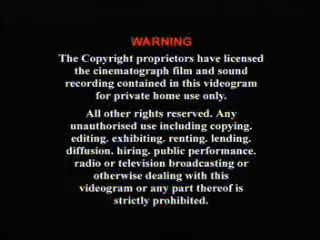 WARNING
The Copyright proprietors have licensed
the cinematograph film and sound
recording contained in this videogram
for private home use only.
All other rights reserved. Any
unauthorised use including copying.
editing. exhibiting. renting. lending.
diffusion. hiring. public performance.
radio or television broadcasting or
otherwise dealing with this
videogram or any part thereof is
strictly prohibited.